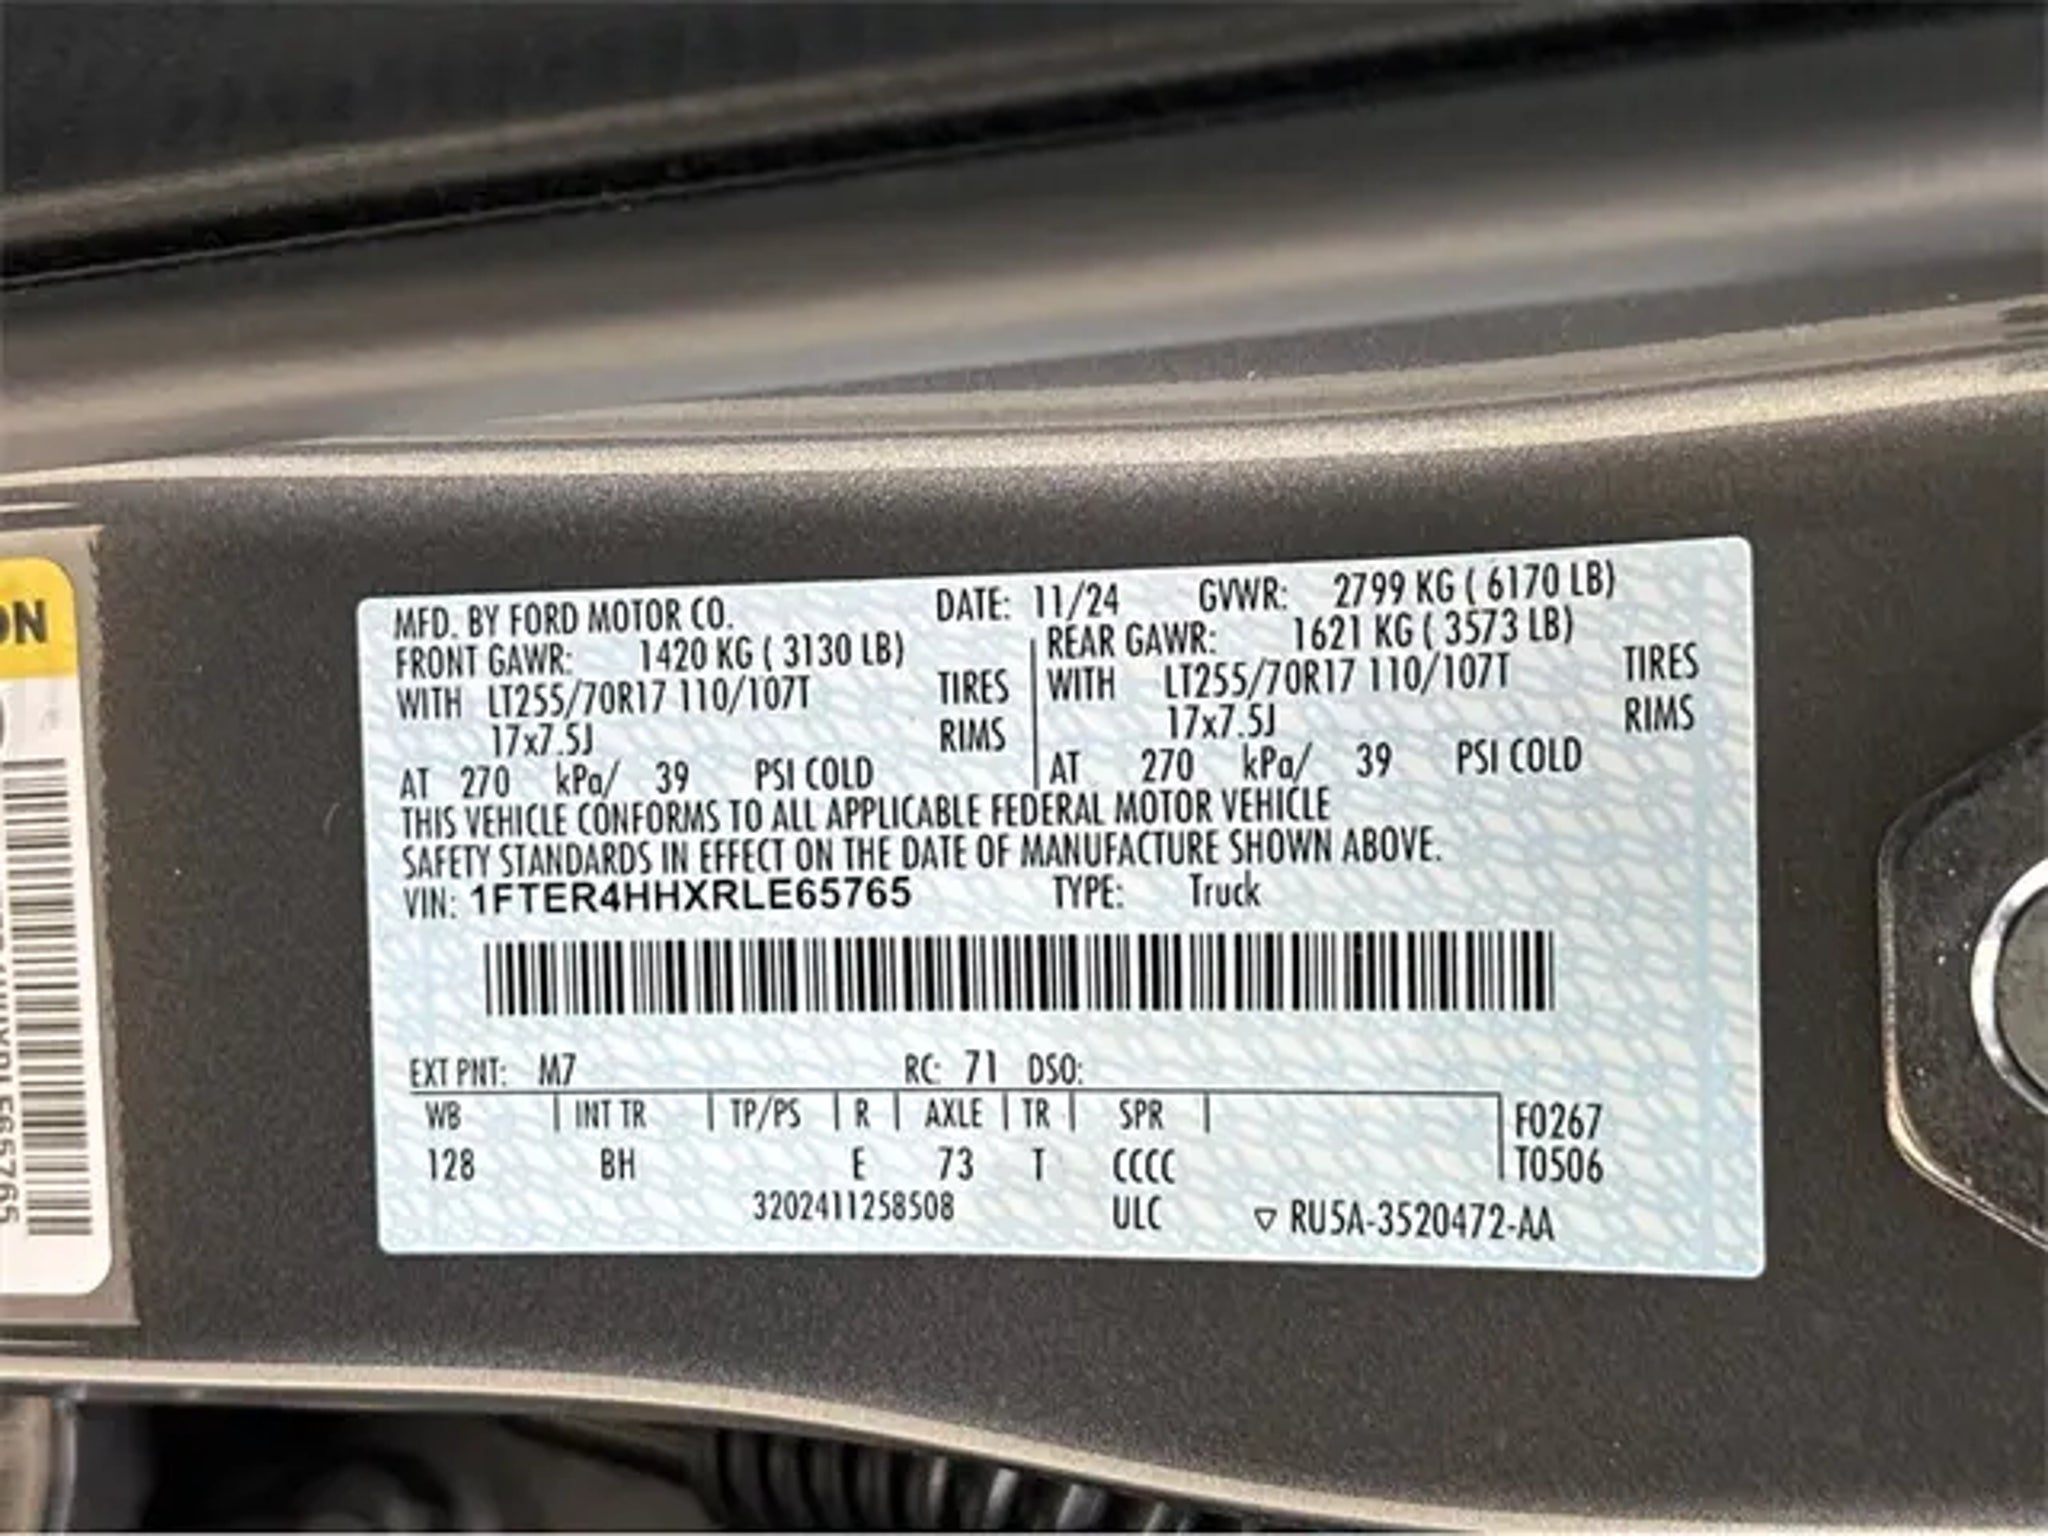 MFD. BY FORD MOTOR CO. DATE: 11/24 GVWR: 2799 KG ( 6170 LB)
FRONT GAWR: 1420 KG ( 3130 LB) REAR GAWR: 1621 KG ( 3573 LB)
WITH LT255/70R17 110/107T TIRES WITH LT255/70R17 110/107T TIRES
17x7.5J RIMS 17x7.5J RIMS
AT 270 kPa/ 39 PSI COLD AT 270 kPa/ 39 PSI COLD
THIS VEHICLE CONFORMS TO ALL APPLICABLE FEDERAL MOTOR VEHICLE
SAFETY STANDARDS IN EFFECT ON THE DATE OF MANUFACTURE SHOWN ABOVE.
VIN: 1FTER4HHXRLE65765 TYPE: Truck
EXT PNT: M7 RC: 71 DSO:
WB INT TR TP/PS R AXLE TR SPR F0267
128 BH E 73 T CCCC T0506
3202411258508 ULC ▽ RU5A-3520472-AA
ON